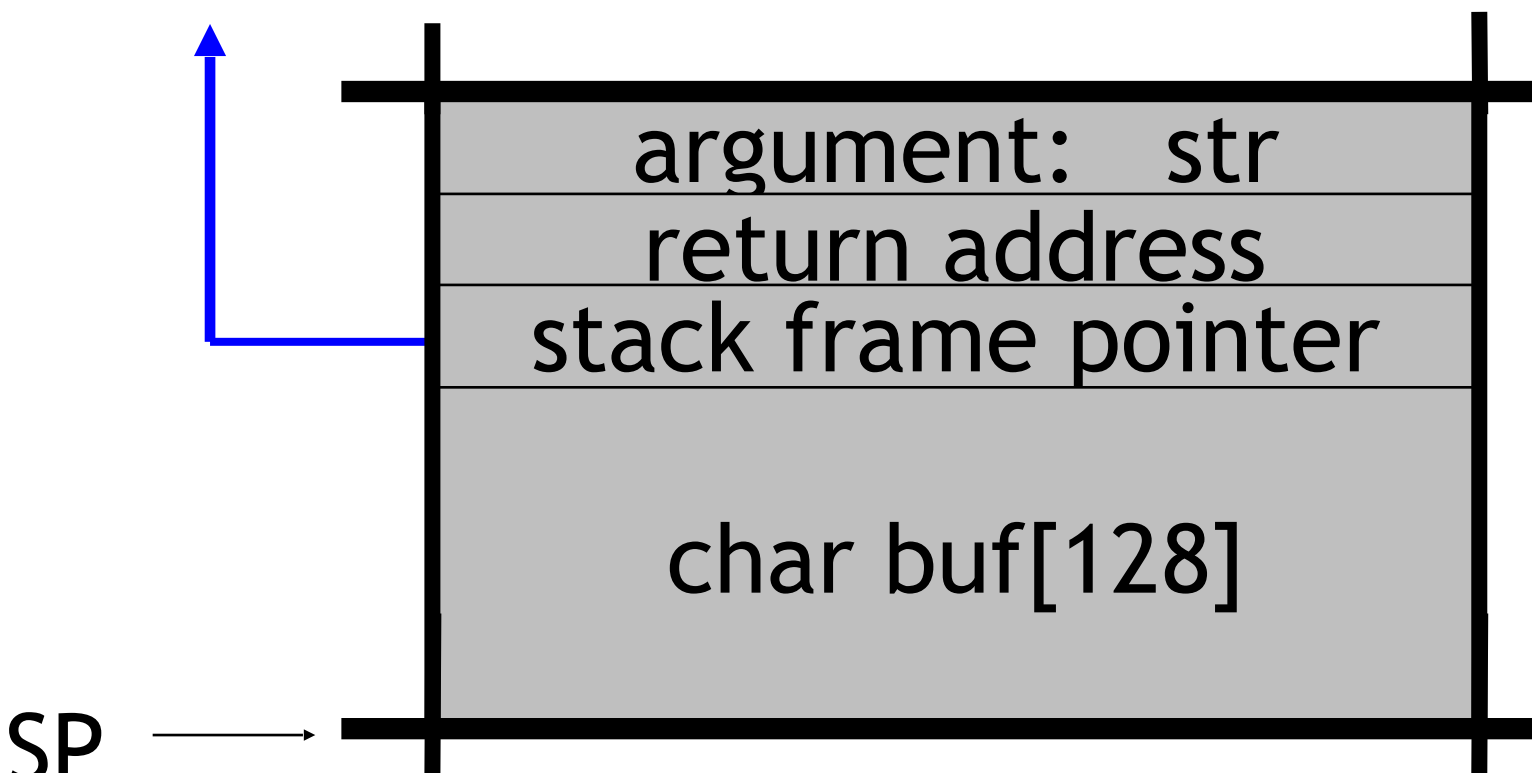 argument: str
return address
stack frame pointer
char buf[128]
SP